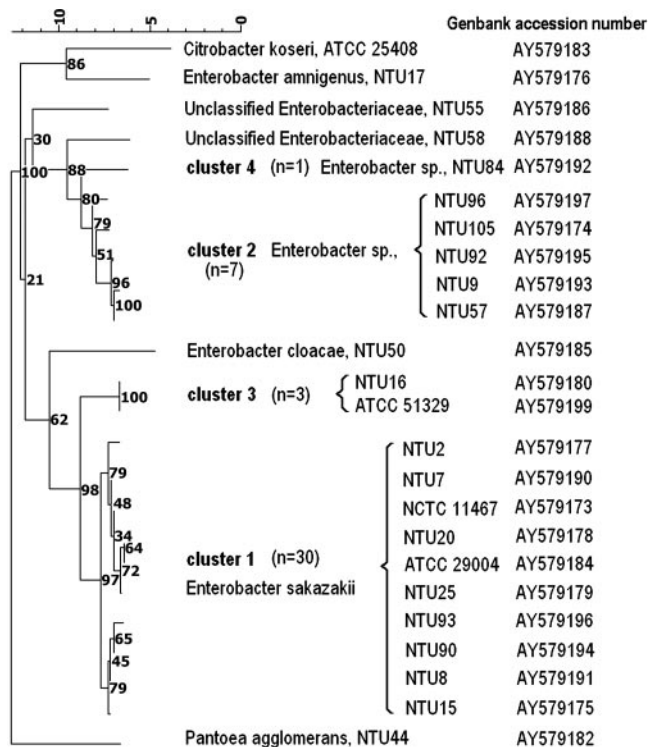 10 5 0
Genbank accession number
Citrobacter koseri, ATCC 25408 AY579183
86
Enterobacter amnigenus, NTU17 AY579176
Unclassified Enterobacteriaceae, NTU55 AY579186
30
Unclassified Enterobacteriaceae, NTU58 AY579188
100 88 cluster 4 (n=1) Enterobacter sp., NTU84 AY579192
80 NTU96 AY579197
79 NTU105 AY579174
cluster 2 Enterobacter sp.,
51 NTU92 AY579195
(n=7)
21 96 NTU9 AY579193
100 NTU57 AY579187
Enterobacter cloacae, NTU50 AY579185
NTU16 AY579180
100 cluster 3 (n=3)
ATCC 51329 AY579199
62
NTU2 AY579177
79 NTU7 AY579190
98
48 NCTC 11467 AY579173
34 NTU20 AY579178
64
cluster 1 (n=30) ATCC 29004 AY579184
72
97 Enterobacter sakazakii NTU25 AY579179
NTU93 AY579196
65
NTU90 AY579194
45
NTU8 AY579191
79
NTU15 AY579175
Pantoea agglomerans, NTU44 AY579182